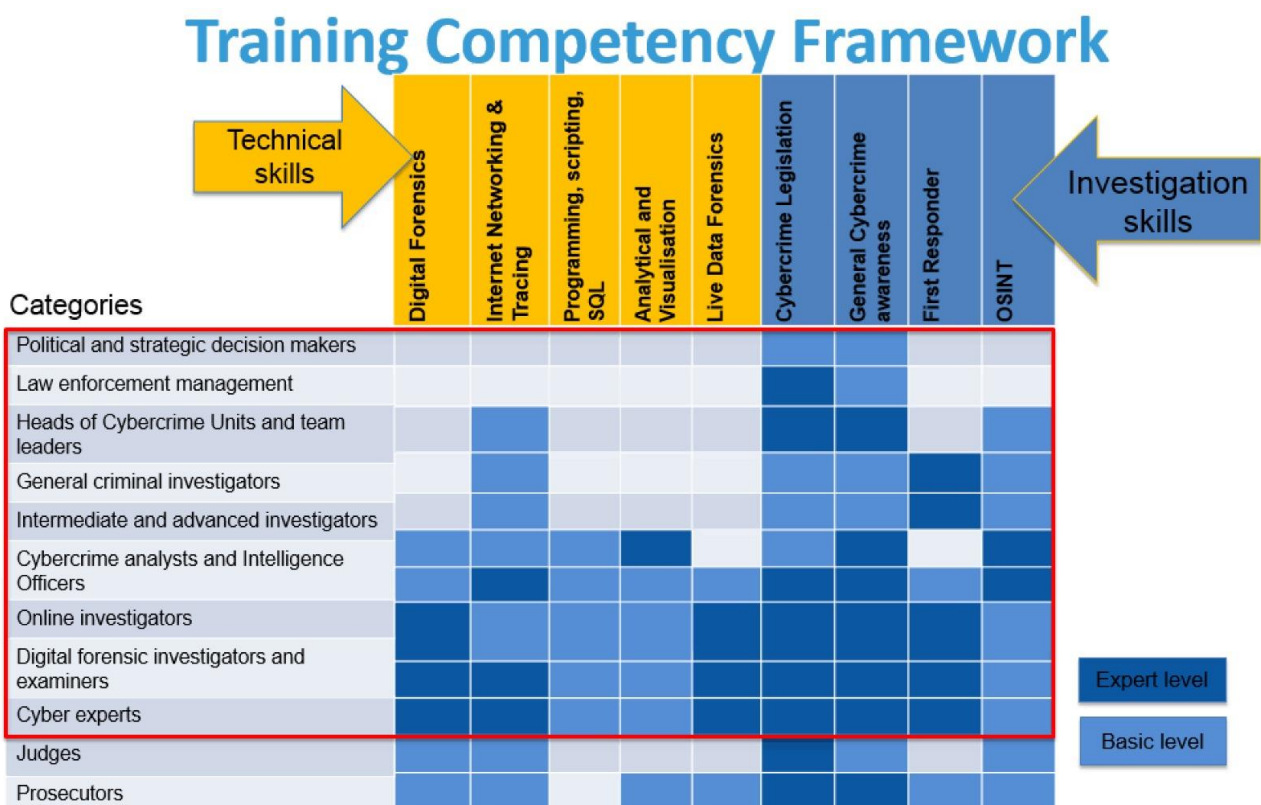 Training Competency Framework
Technical
skills
Digital Forensics
Internet Networking &
Tracing
Programming, scripting,
SQL
Analytical and
Visualisation
Live Data Forensics
Cybercrime Legislation
General Cybercrime
awareness
First Responder
OSINT
Investigation
skills
Categories
Political and strategic decision makers
Law enforcement management
Heads of Cybercrime Units and team
leaders
General criminal investigators
Intermediate and advanced investigators
Cybercrime analysts and Intelligence
Officers
Online investigators
Digital forensic investigators and
examiners
Cyber experts
Judges
Prosecutors
Expert level
Basic level